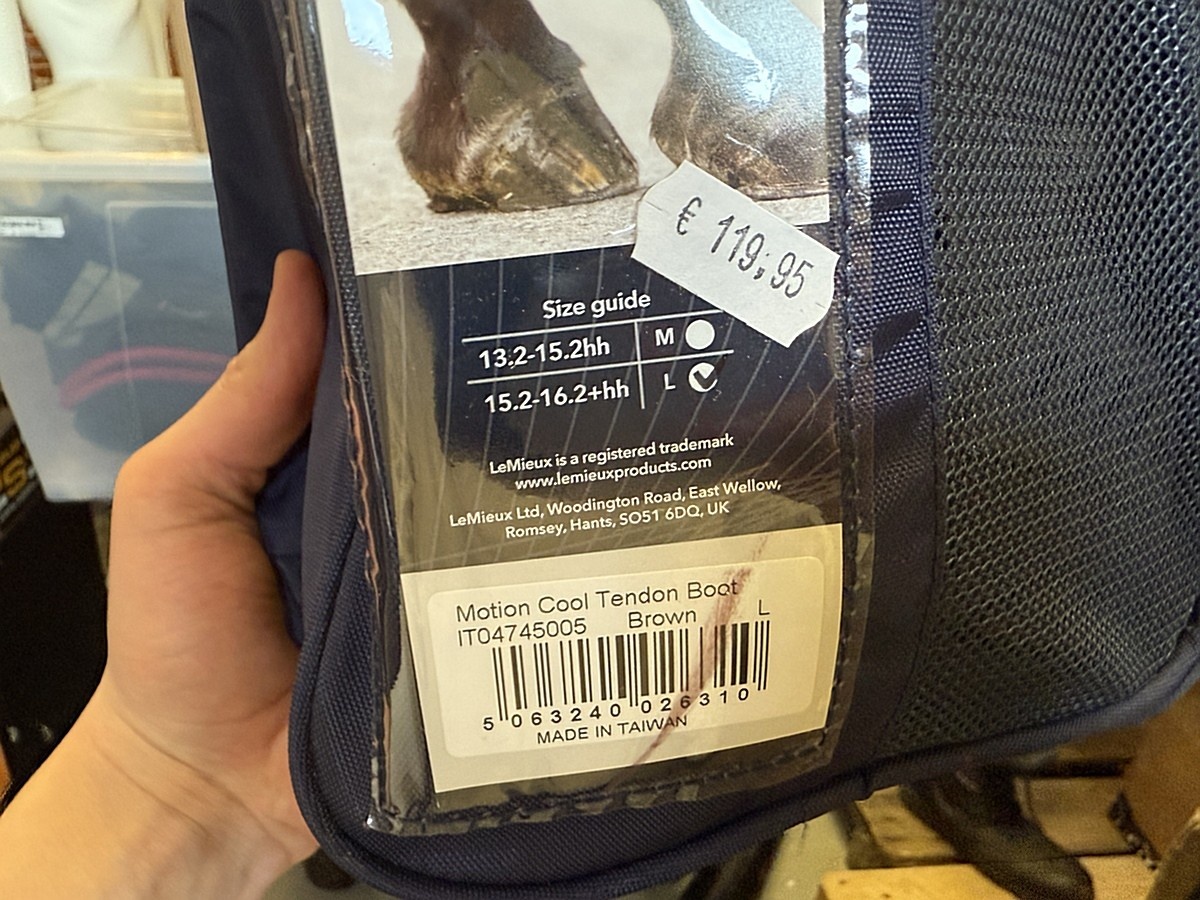 € 119,95
Size guide
13.2-15.2hh M
15.2-16.2+hh L
LeMieux is a registered trademark
www.lemieuxproducts.com
LeMieux Ltd, Woodington Road, East Wellow,
Romsey, Hants, SO51 6DQ, UK
Motion Cool Tendon Boot
IT04745005 Brown L
5 063240 026310
MADE IN TAIWAN